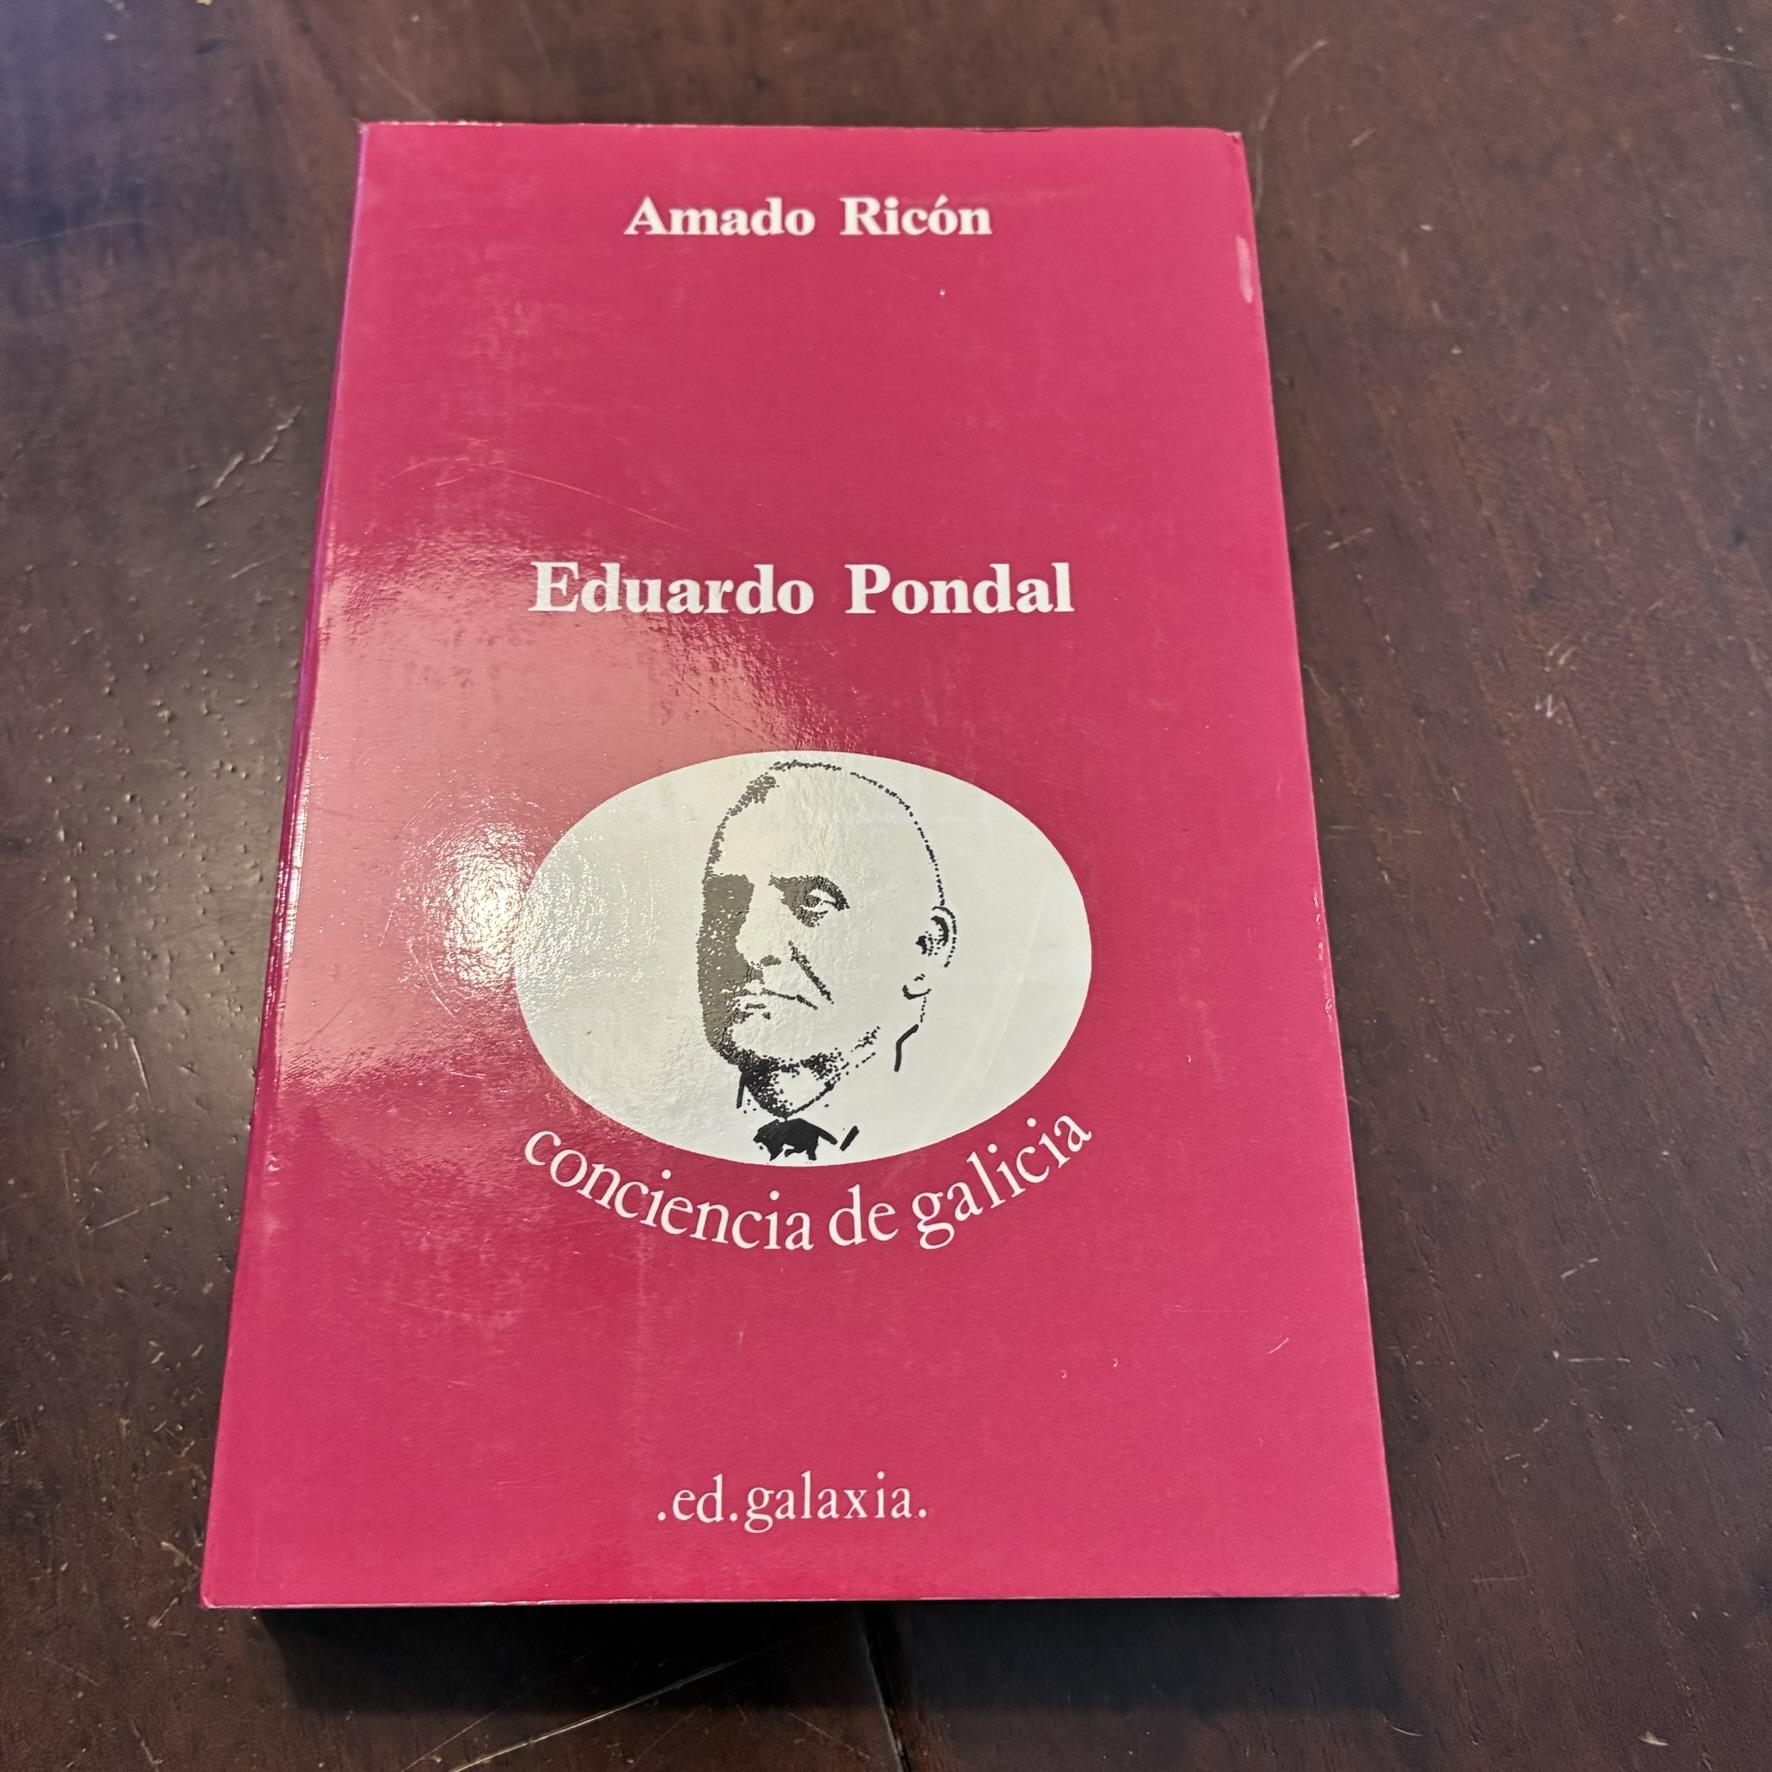 Amado Ricón
Eduardo Pondal
conciencia de galicia
.ed.galaxia.